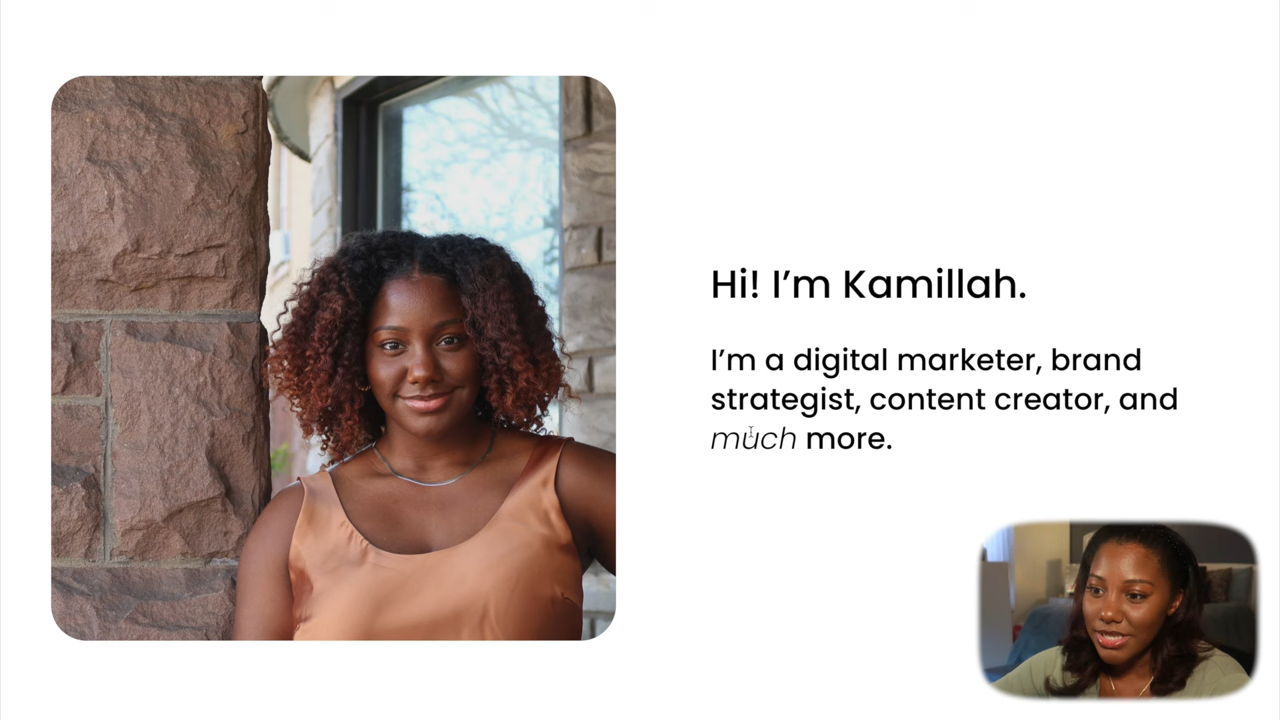 Hi! I’m Kamillah.
I’m a digital marketer, brand
strategist, content creator, and
much more.